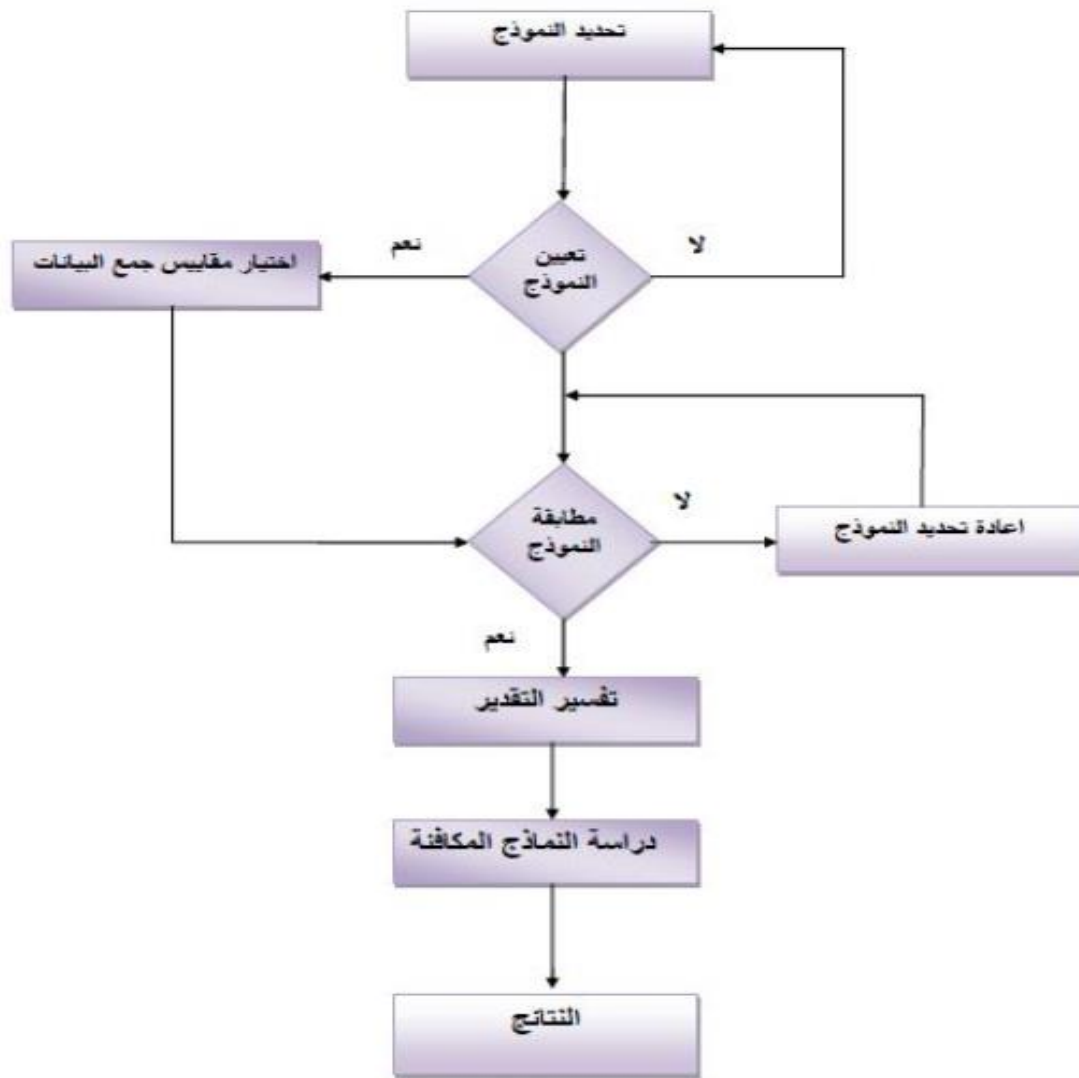 تحديد النموذج
تعيين
النموذج
لا
نعم
اختيار مقاييس جمع البيانات
مطابقة
النموذج
لا
اعادة تحديد النموذج
نعم
تفسير التقدير
دراسة النماذج المكافئة
النتائج